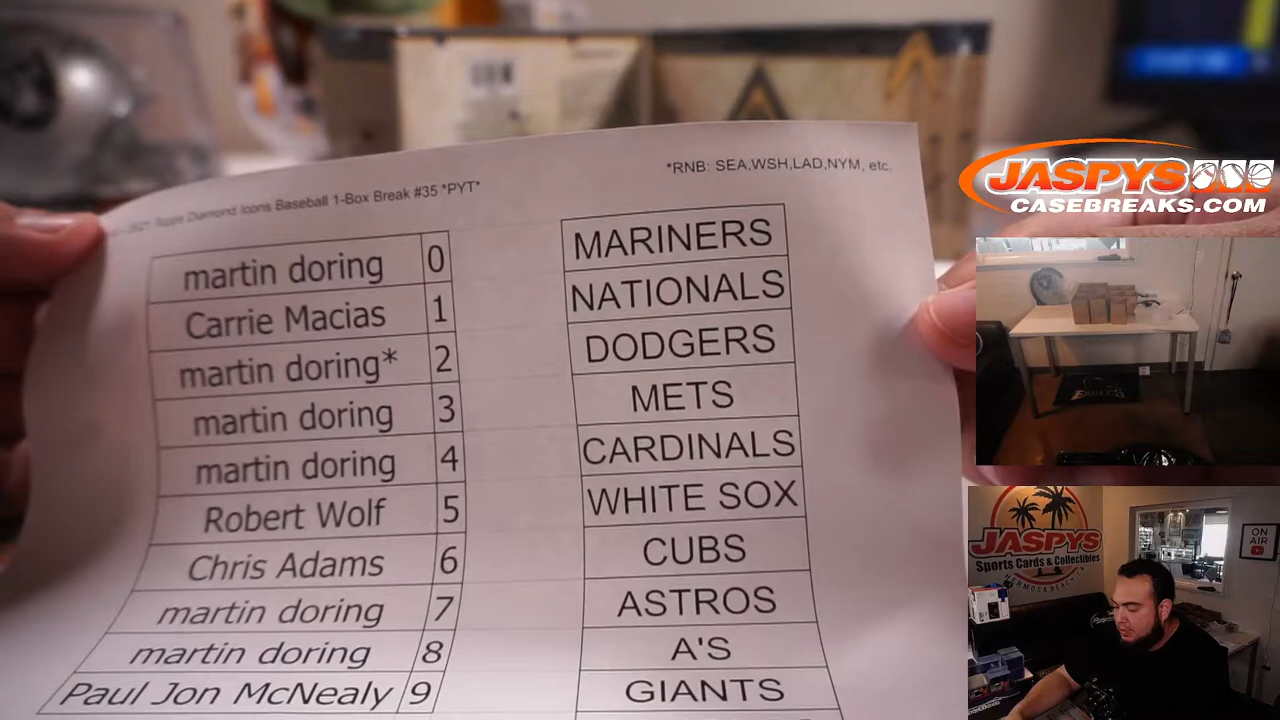 2021 Topps Diamond Icons Baseball 1-Box Break #35 *PYT*
*RNB: SEA,WSH,LAD,NYM, etc.
martin doring 0
Carrie Macias 1
martin doring* 2
martin doring 3
martin doring 4
Robert Wolf 5
Chris Adams 6
martin doring 7
martin doring 8
Paul Jon McNealy 9
MARINERS
NATIONALS
DODGERS
METS
CARDINALS
WHITE SOX
CUBS
ASTROS
A'S
GIANTS
JASPYS
CASEBREAKS.COM
EAGLES
JASPYS
Sports Cards & Collectibles
HERMOSA BEACH
ON
AIR